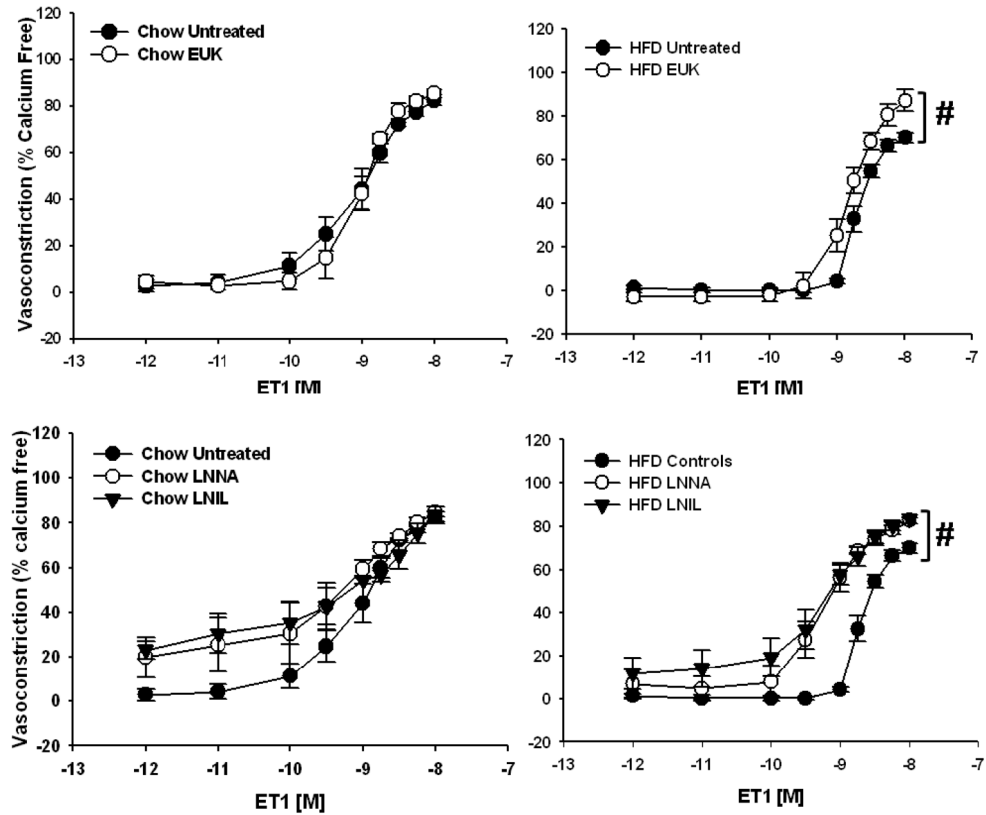 Vasoconstriction (% Calcium Free)
120
100
80
60
40
20
0
-20
Chow Untreated
Chow EUK
-13 -12 -11 -10 -9 -8 -7
ET1 [M]
120
100
80
60
40
20
0
-20
HFD Untreated
HFD EUK
#
-13 -12 -11 -10 -9 -8 -7
ET1 [M]
Vasoconstriction (% calcium free)
120
100
80
60
40
20
0
-20
Chow Untreated
Chow LNNA
Chow LNIL
-13 -12 -11 -10 -9 -8 -7
ET1 [M]
120
100
80
60
40
20
0
-20
HFD Controls
HFD LNNA
HFD LNIL
#
-13 -12 -11 -10 -9 -8 -7
ET1 [M]